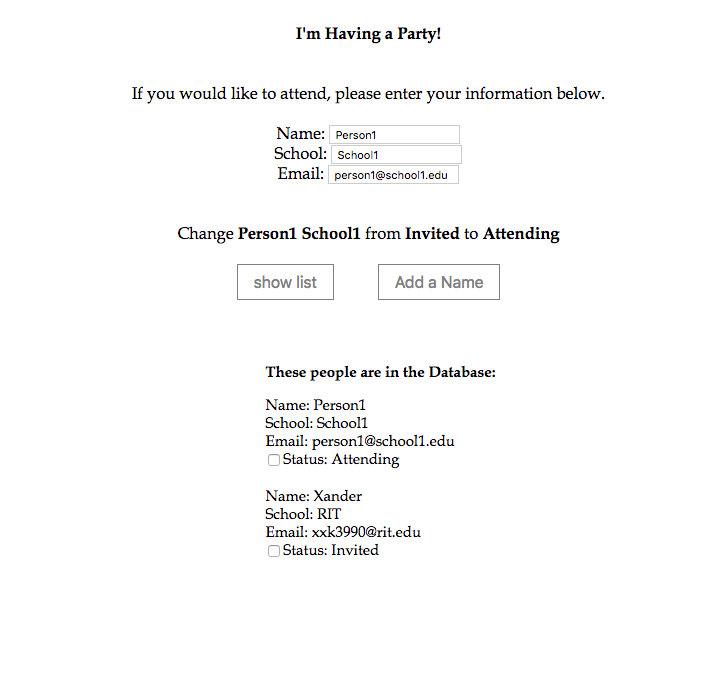 I'm Having a Party!
If you would like to attend, please enter your information below.
Name: Person1
School: School1
Email: person1@school1.edu
Change Person1 School1 from Invited to Attending
show list Add a Name
These people are in the Database:
Name: Person1
School: School1
Email: person1@school1.edu
Status: Attending
Name: Xander
School: RIT
Email: xxk3990@rit.edu
Status: Invited